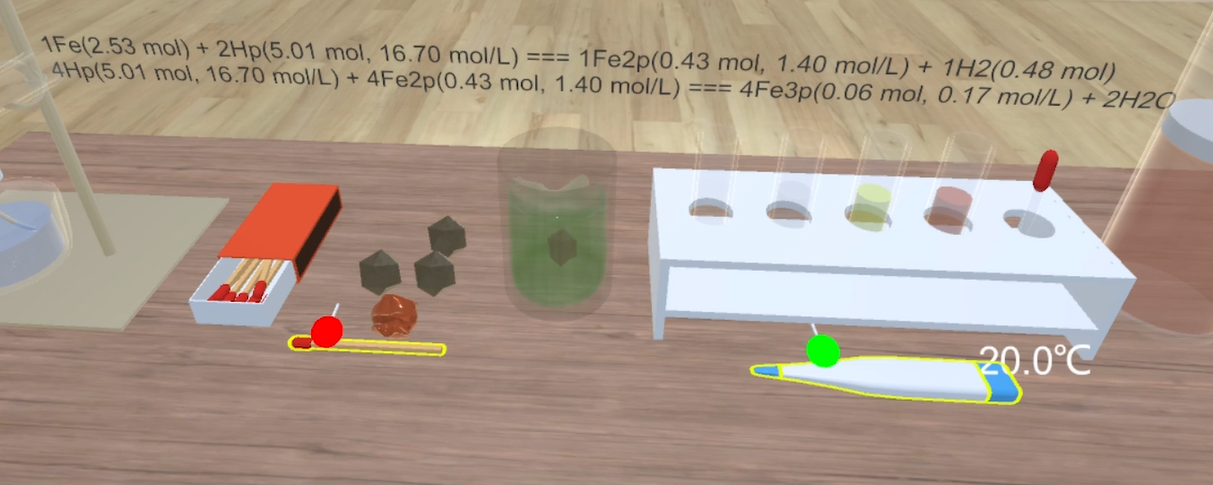 1Fe(2.53 mol) + 2Hp(5.01 mol, 16.70 mol/L) === 1Fe2p(0.43 mol, 1.40 mol/L) + 1H2(0.48 mol)
4Hp(5.01 mol, 16.70 mol/L) + 4Fe2p(0.43 mol, 1.40 mol/L) === 4Fe3p(0.06 mol, 0.17 mol/L) + 2H2O
20.0℃